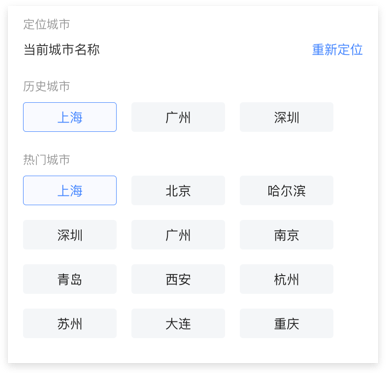 定位城市
当前城市名称 重新定位
历史城市
上海 广州 深圳
热门城市
上海 北京 哈尔滨
深圳 广州 南京
青岛 西安 杭州
苏州 大连 重庆